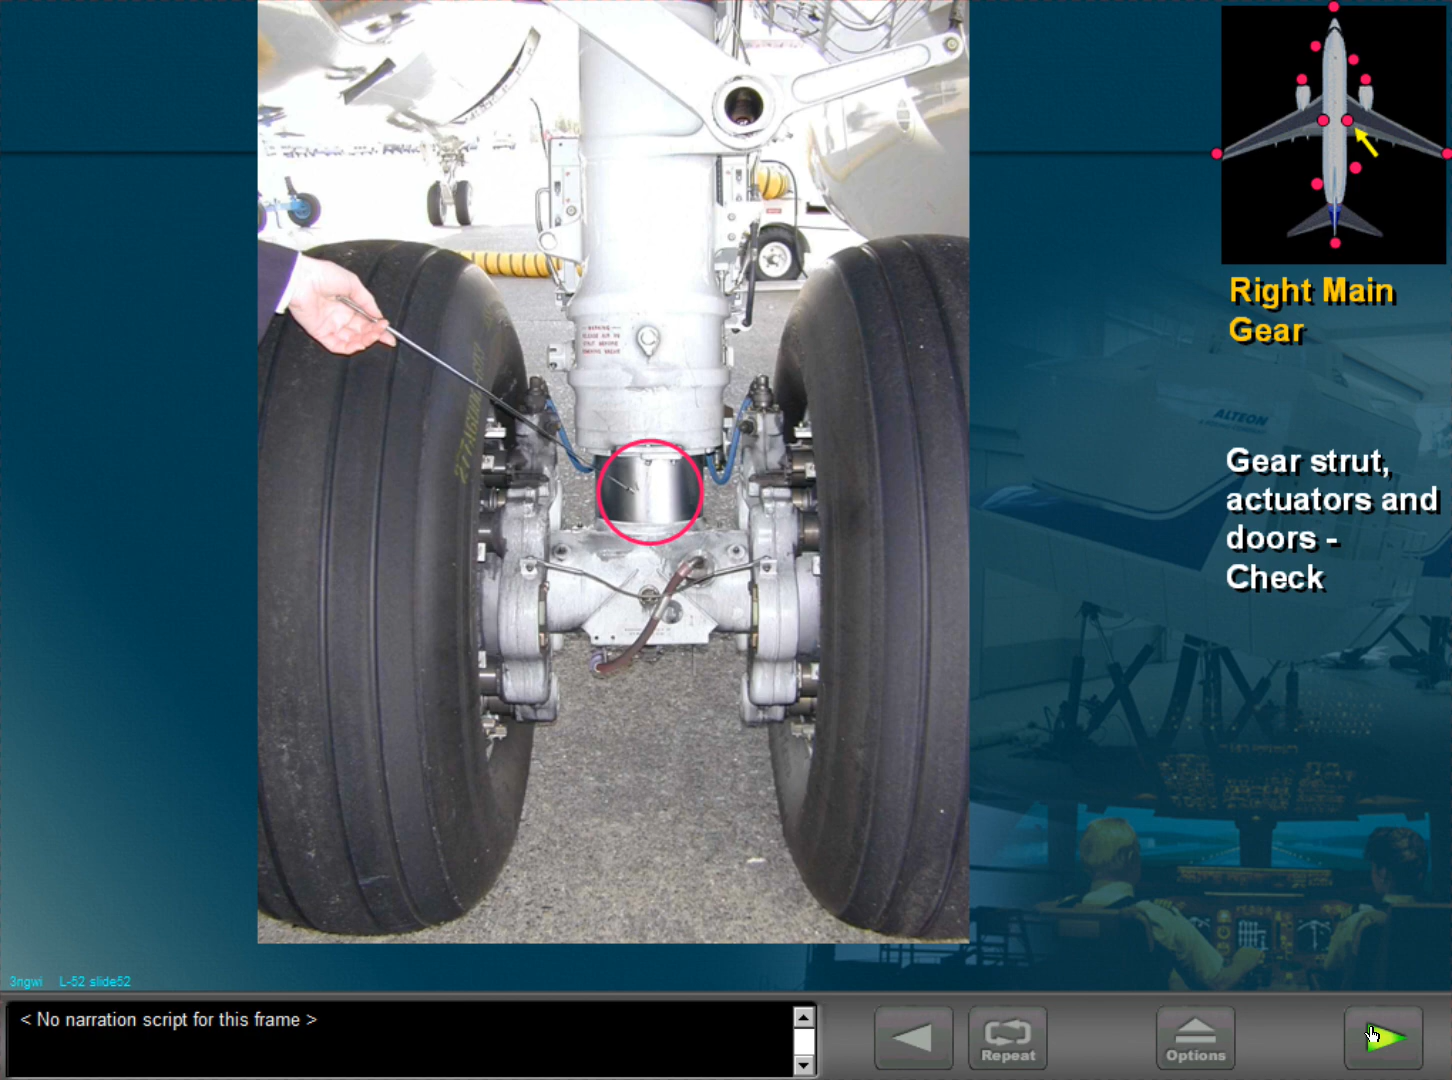 Right Main
Gear
ALTEON
Gear strut,
actuators and
doors -
Check
3ngwi L-52 slide52
< No narration script for this frame >
Repeat
Options